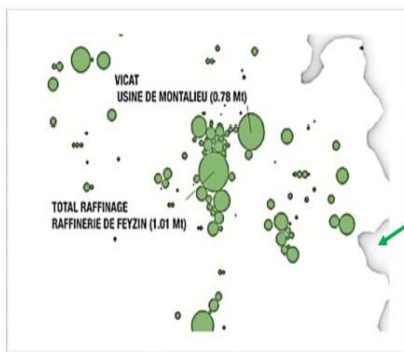 VICAT
USINE DE MONTALIEU (0.78 Mt)
TOTAL RAFFINAGE
RAFFINERIE DE FEYZIN (1.01 Mt)